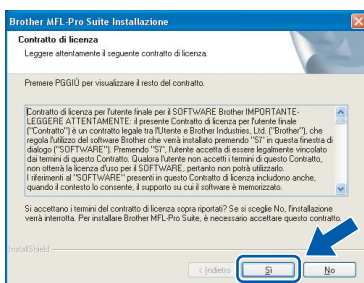 Brother MFL-Pro Suite Installazione
Contratto di licenza
Leggere attentamente il seguente contratto di licenza.
Premere PGGIÙ per visualizzare il resto del contratto.
Contratto di licenza per l'utente finale per il SOFTWARE Brother IMPORTANTE-
LEGGERE ATTENTAMENTE: il presente Contratto di licenza per l'utente finale
("Contratto") è un contratto legale tra l'Utente e Brother Industries, Ltd. ("Brother"), che
regola l'utilizzo del software Brother che verrà installato premendo "Sì" in questa finestra di
dialogo ("SOFTWARE"). Premendo "Sì", l'utente accetta di essere legalmente vincolato
dai termini di questo Contratto. Qualora l'utente non accetti i termini di questo Contratto,
non otterrà la licenza d'uso per il SOFTWARE, pertanto non potrà utilizzarlo.
I riferimenti al "SOFTWARE" presenti in questo Contratto di licenza includono anche,
quando il contesto lo consente, il supporto su cui il software è memorizzato.
Si accettano i termini del contratto di licenza sopra riportati? Se si sceglie No, l'installazione
verrà interrotta. Per installare Brother MFL-Pro Suite, è necessario accettare questo contratto.
InstallShield
< Indietro
Sì
No